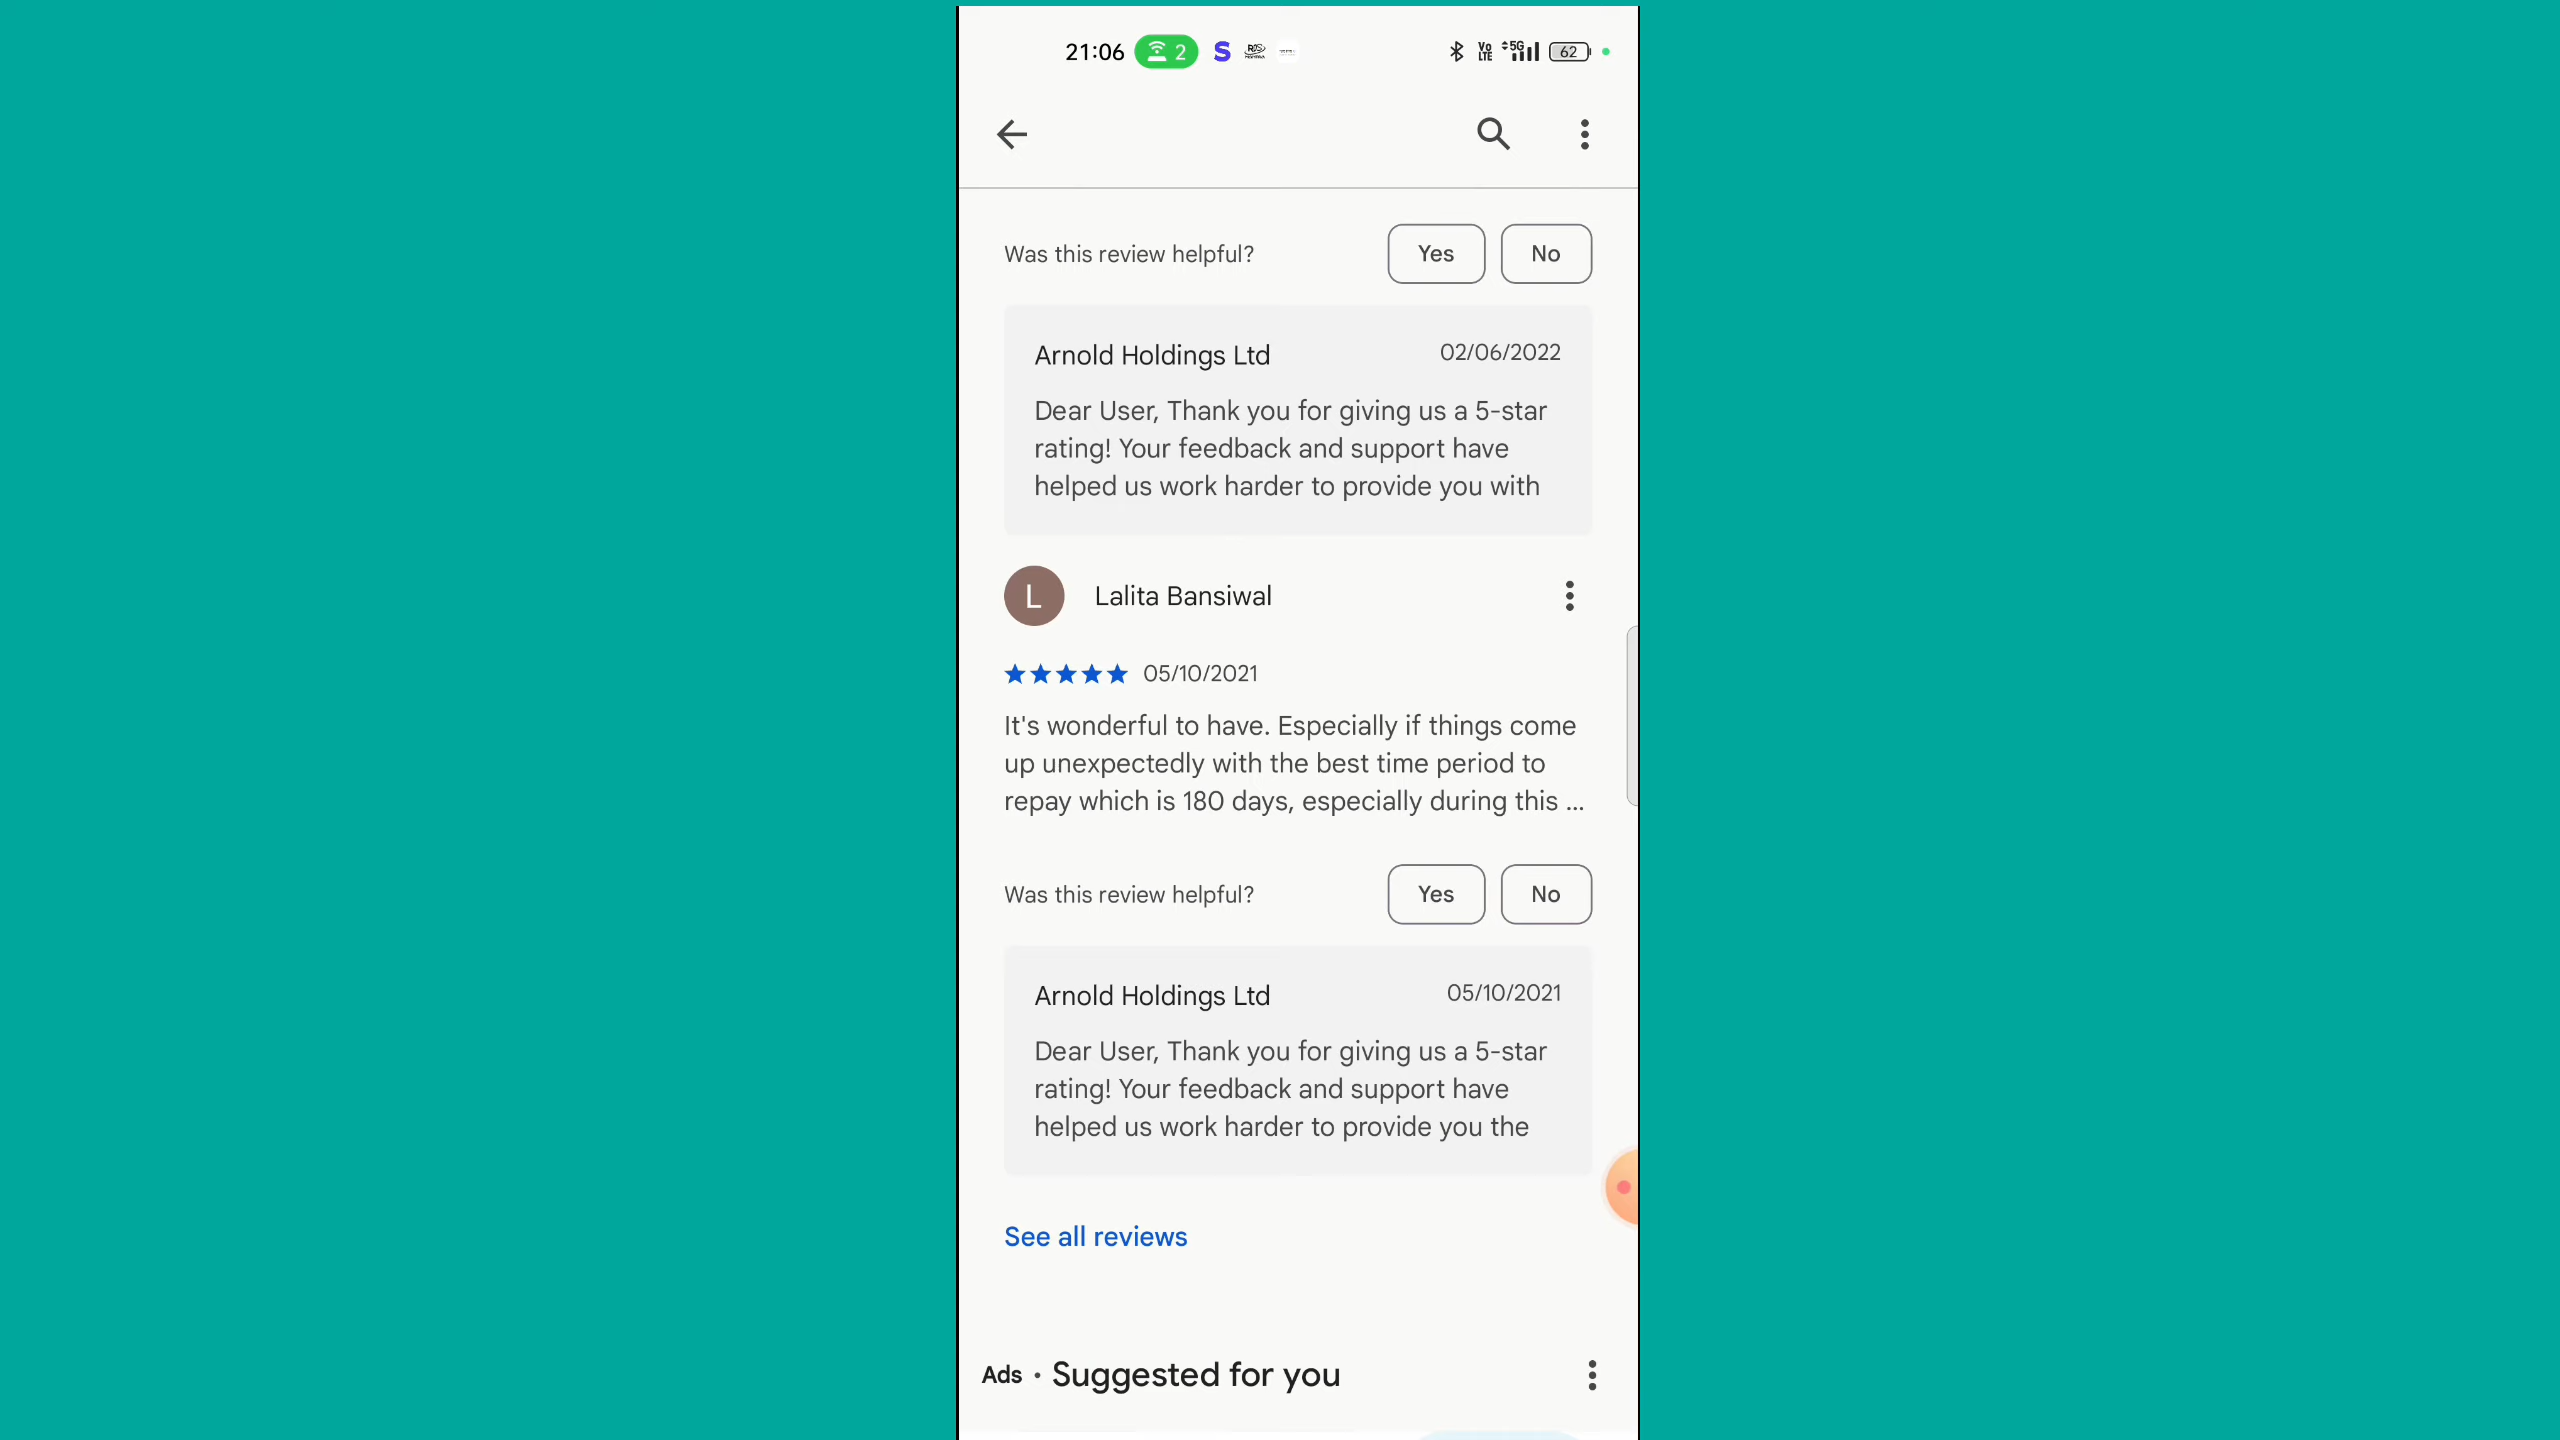 21:06 2 S VoLTE 5G 62
Was this review helpful? Yes No
Arnold Holdings Ltd 02/06/2022
Dear User, Thank you for giving us a 5-star
rating! Your feedback and support have
helped us work harder to provide you with
L Lalita Bansiwal
05/10/2021
It's wonderful to have. Especially if things come
up unexpectedly with the best time period to
repay which is 180 days, especially during this ...
Was this review helpful? Yes No
Arnold Holdings Ltd 05/10/2021
Dear User, Thank you for giving us a 5-star
rating! Your feedback and support have
helped us work harder to provide you the
See all reviews
Ads • Suggested for you